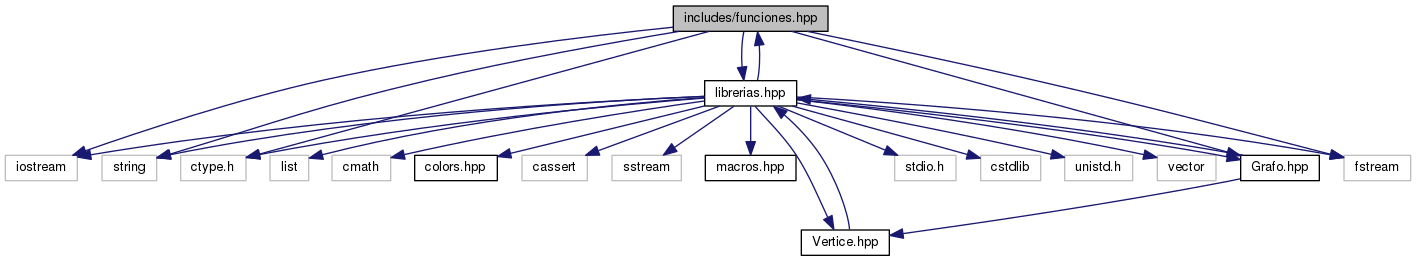 includes/funciones.hpp
librerias.hpp
iostream
string
ctype.h
list
cmath
colors.hpp
cassert
sstream
macros.hpp
stdio.h
cstdlib
unistd.h
vector
Grafo.hpp
fstream
Vertice.hpp